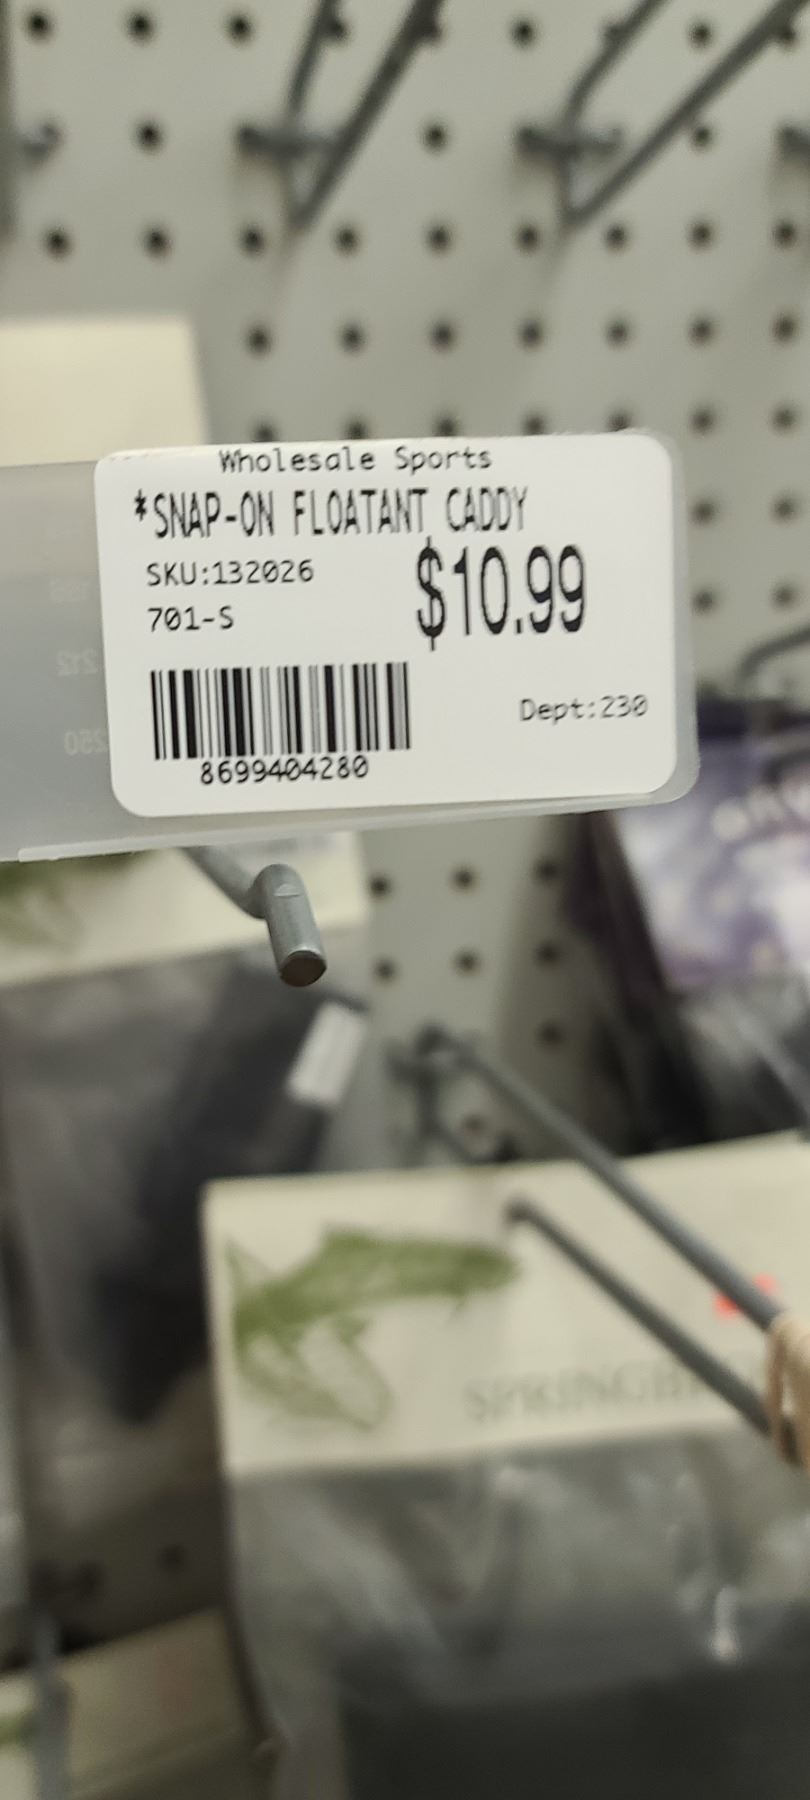 Wholesale Sports
*SNAP-ON FLOATANT CADDY
SKU:132026
$10.99
701-S
Dept:230
8699404280